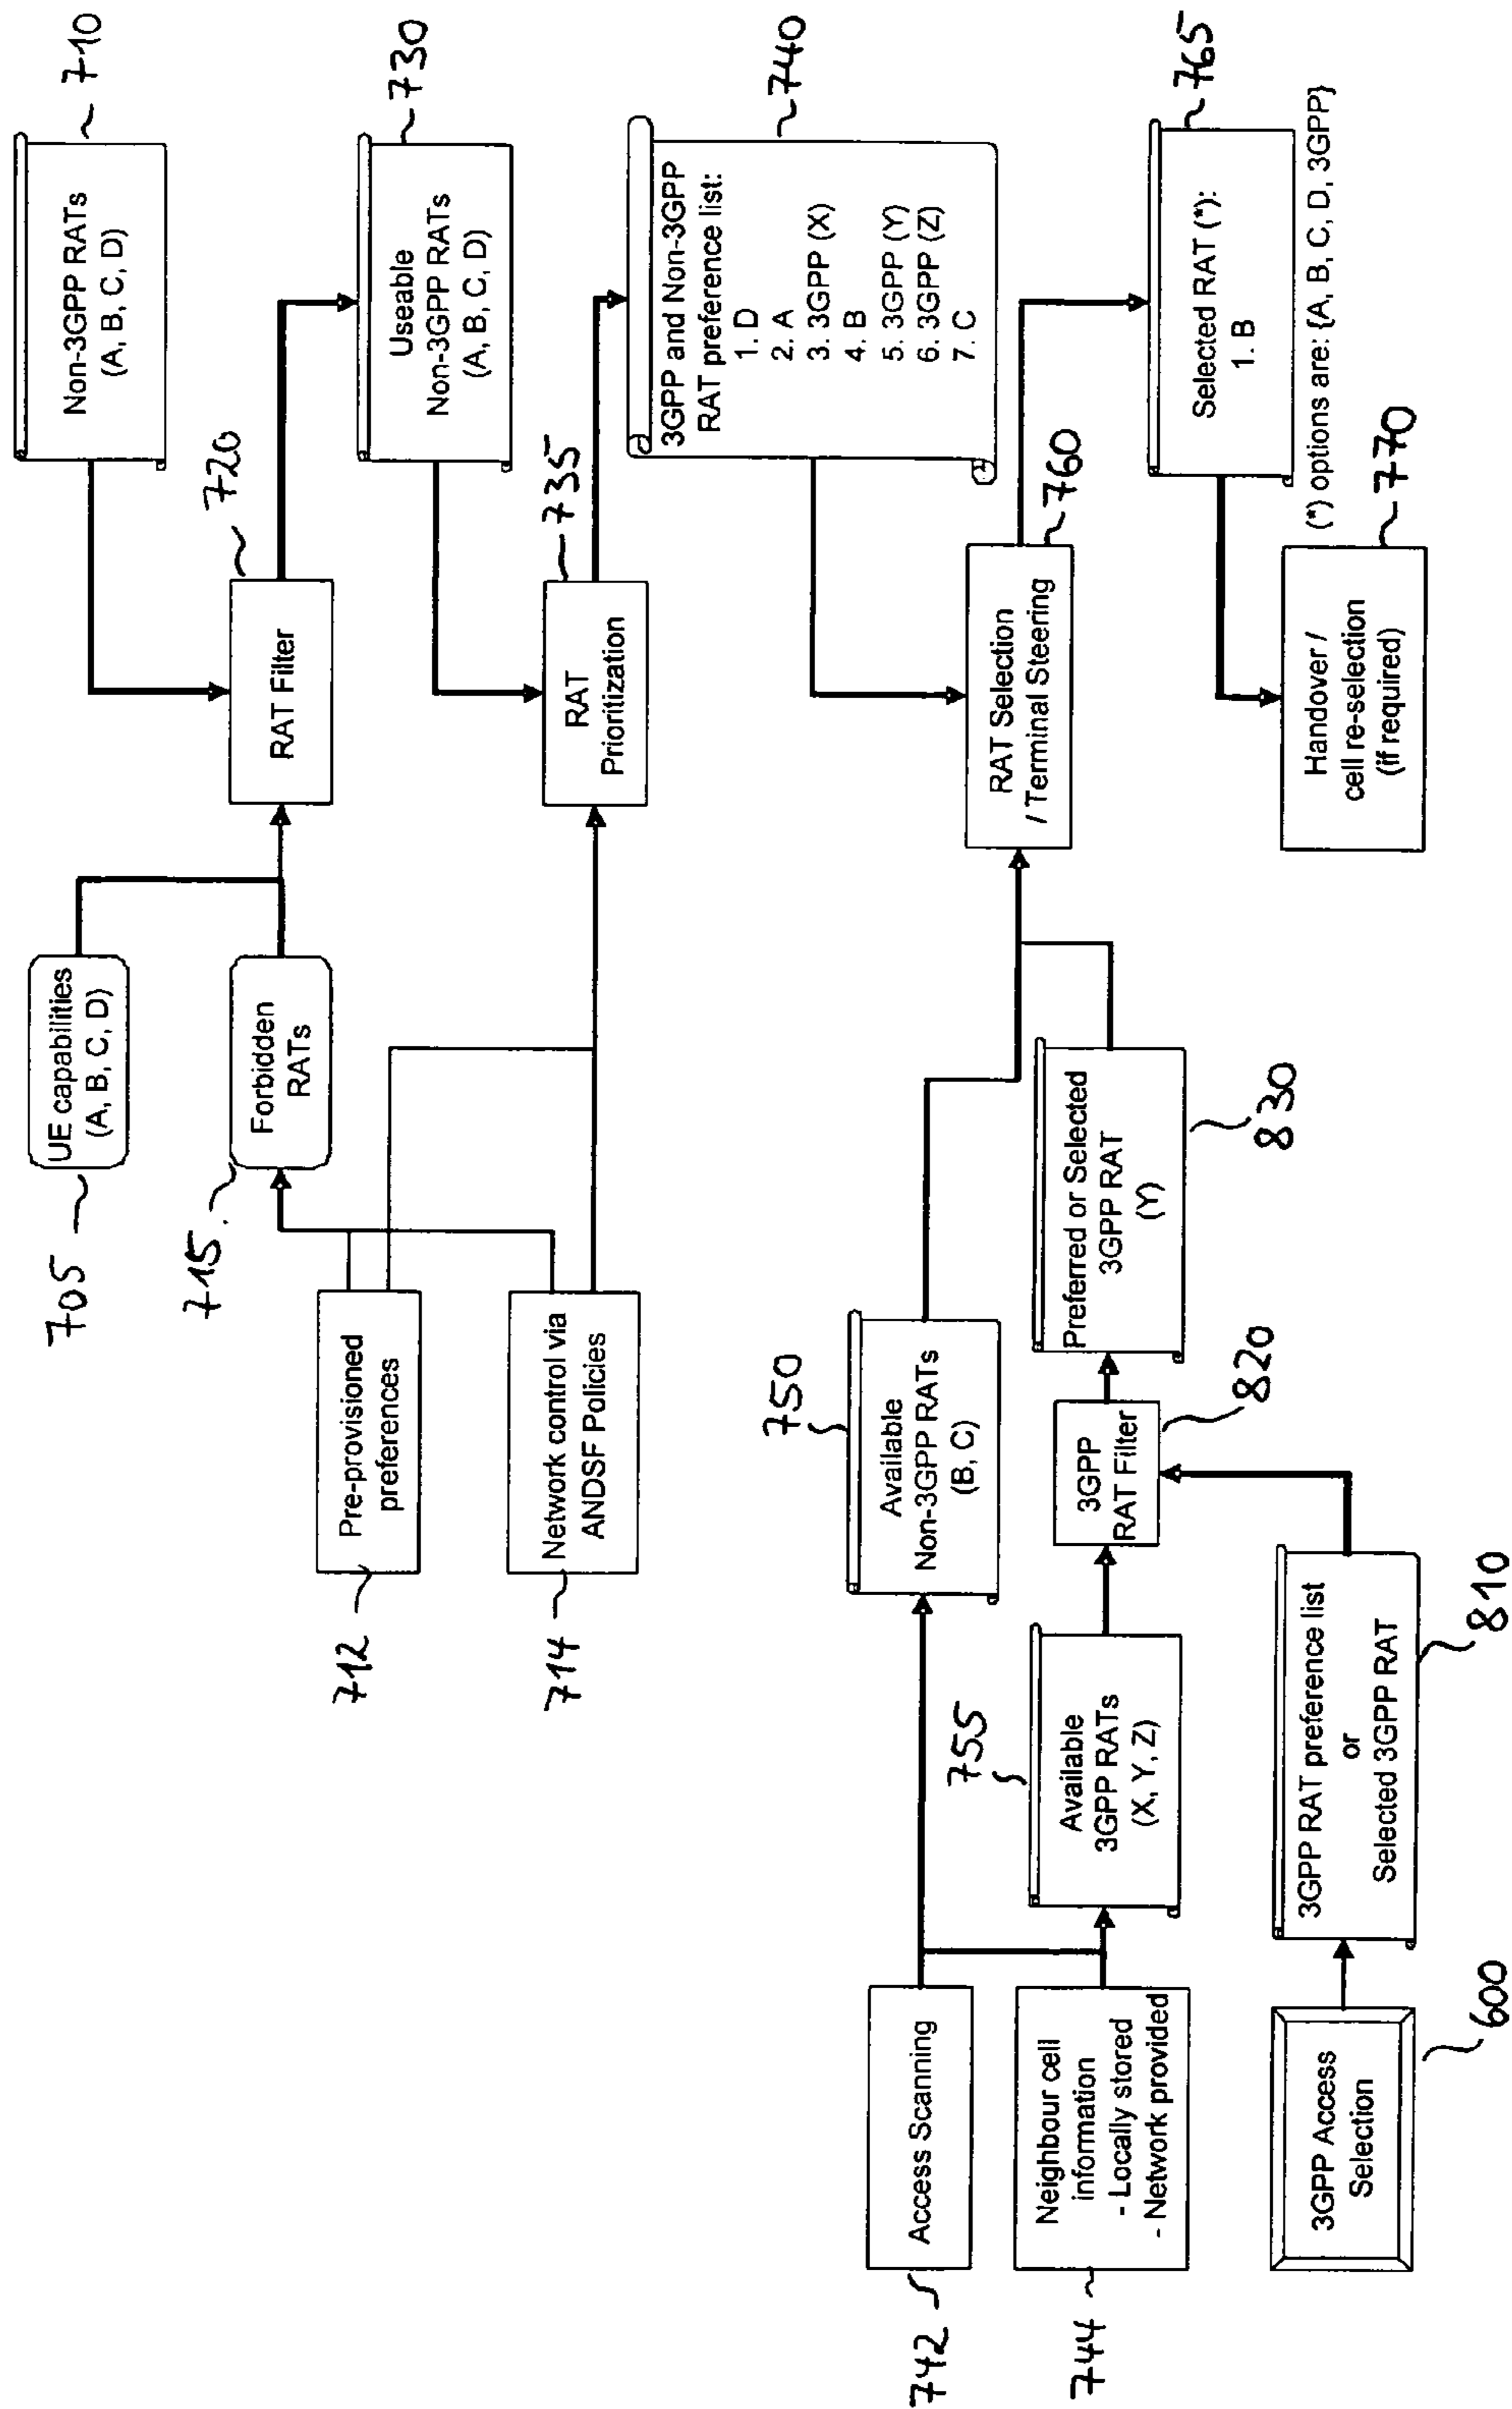 705
UE capabilities
(A, B, C, D)
Non-3GPP RATs
(A, B, C, D)
710
715
Forbidden
RATs
RAT Filter
720
712
Pre-provisioned
preferences
Useable
Non-3GPP RATs
(A, B, C, D)
730
714
Network control via
ANDSF Policies
RAT
Prioritization
735
3GPP and Non-3GPP
RAT preference list:
1. D
2. A
3. 3GPP (X)
4. B
5. 3GPP (Y)
6. 3GPP (Z)
7. C
740
742
Access Scanning
750
Available
Non-3GPP RATs
(B, C)
RAT Selection
/ Terminal Steering
760
744
Neighbour cell
information
- Locally stored
- Network provided
755
Available
3GPP RATs
(X, Y, Z)
3GPP
RAT Filter
820
Preferred or Selected
3GPP RAT
(Y)
830
Selected RAT (*):
1. B
765
(*) options are: {A, B, C, D, 3GPP}
3GPP Access
Selection
600
3GPP RAT preference list
or
Selected 3GPP RAT
810
Handover /
cell re-selection
(if required)
770